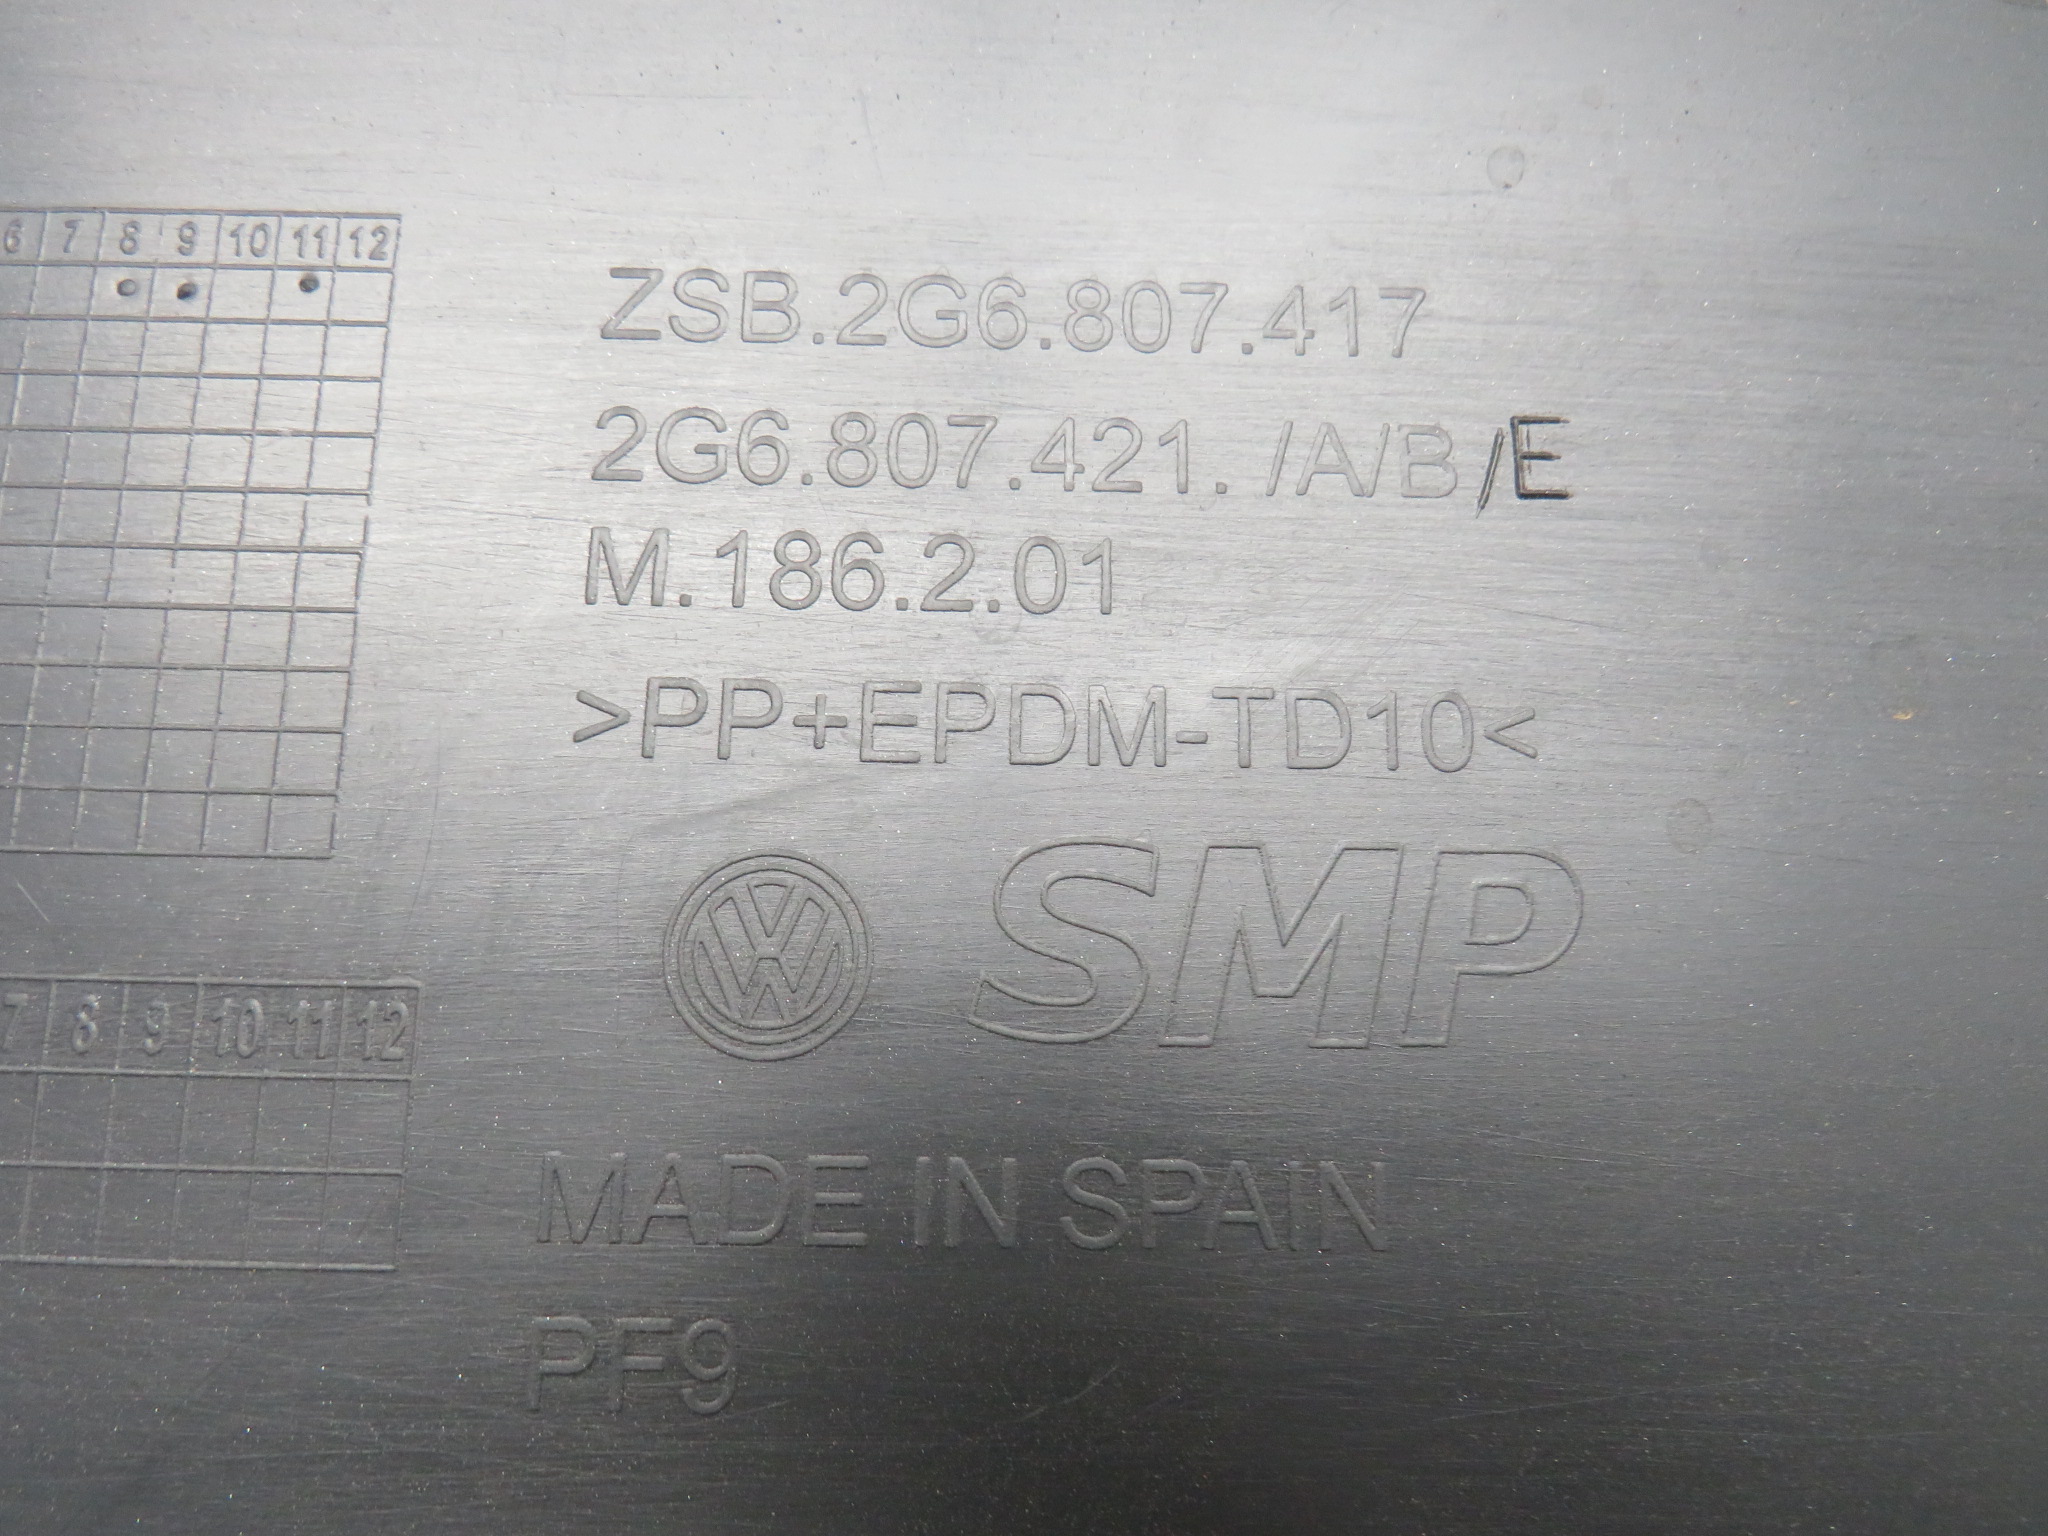 6 7 8 9 10 11 12
ZSB.2G6.807.417
2G6.807.421. /A/B/E
M.186.2.01
>PP+EPDM-TD10<
VW SMP
7 8 9 10 11 12
MADE IN SPAIN
PF9